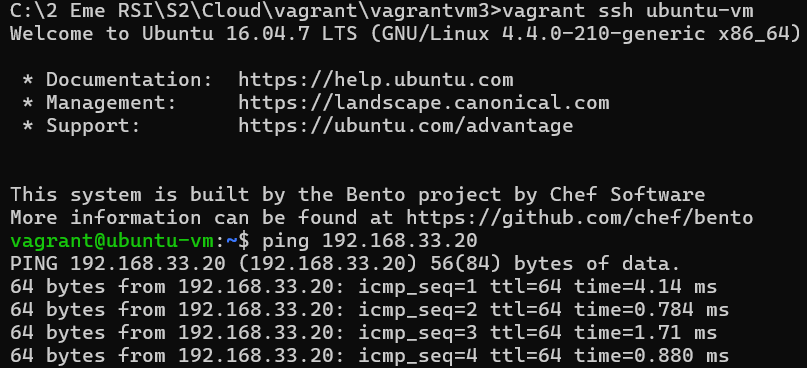 C:\2 Eme RSI\S2\Cloud\vagrant\vagrantvm3>vagrant ssh ubuntu-vm
Welcome to Ubuntu 16.04.7 LTS (GNU/Linux 4.4.0-210-generic x86_64)
* Documentation:  https://help.ubuntu.com
* Management:     https://landscape.canonical.com
* Support:        https://ubuntu.com/advantage
This system is built by the Bento project by Chef Software
More information can be found at https://github.com/chef/bento
vagrant@ubuntu-vm:~$ ping 192.168.33.20
PING 192.168.33.20 (192.168.33.20) 56(84) bytes of data.
64 bytes from 192.168.33.20: icmp_seq=1 ttl=64 time=4.14 ms
64 bytes from 192.168.33.20: icmp_seq=2 ttl=64 time=0.784 ms
64 bytes from 192.168.33.20: icmp_seq=3 ttl=64 time=1.71 ms
64 bytes from 192.168.33.20: icmp_seq=4 ttl=64 time=0.880 ms